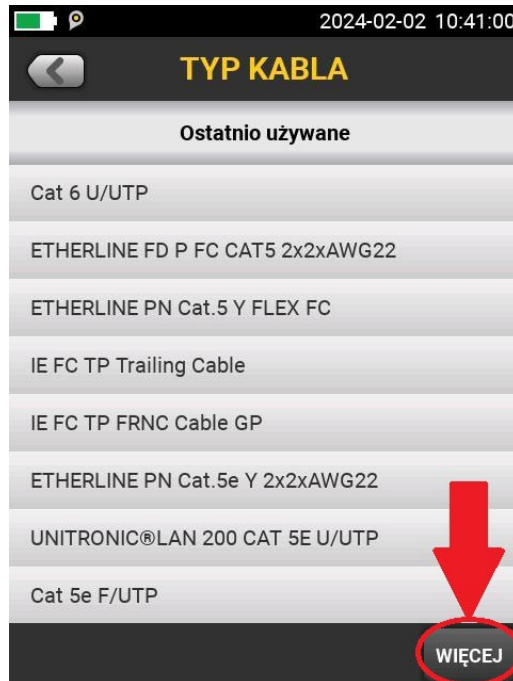 2024-02-02 10:41:00
TYP KABLA
Ostatnio używane
Cat 6 U/UTP
ETHERLINE FD P FC CAT5 2x2xAWG22
ETHERLINE PN Cat.5 Y FLEX FC
IE FC TP Trailing Cable
IE FC TP FRNC Cable GP
ETHERLINE PN Cat.5e Y 2x2xAWG22
UNITRONIC®LAN 200 CAT 5E U/UTP
Cat 5e F/UTP
WIĘCEJ